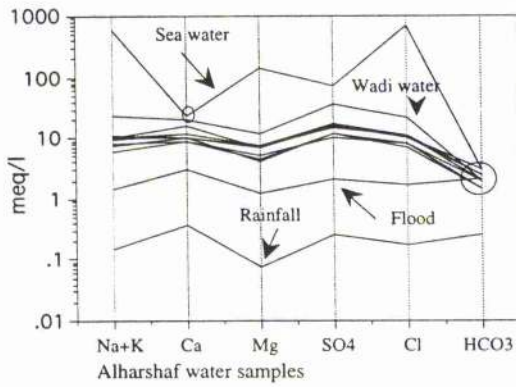 1000
Sea water
100
Wadi water
10
meq/l
1
Rainfall
Flood
.1
.01
Na+K Ca Mg SO4 Cl HCO3
Alharshaf water samples